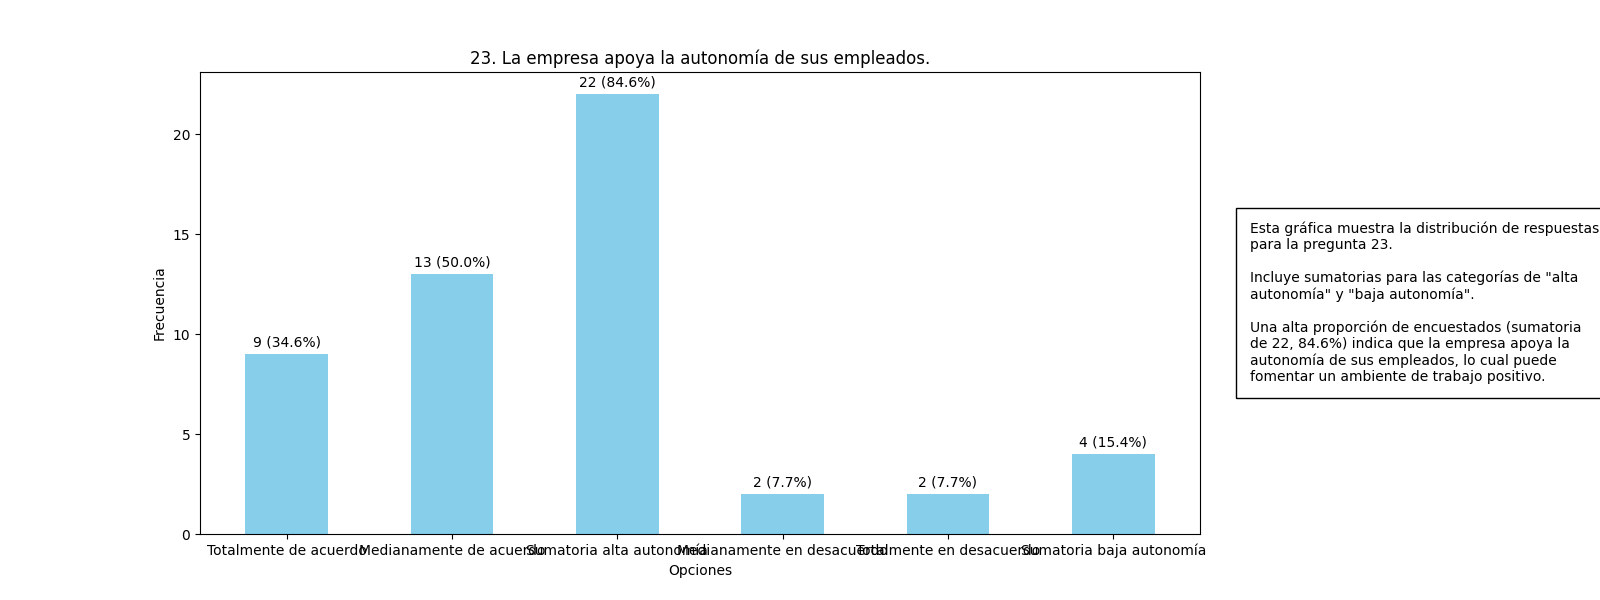 23. La empresa apoya la autonomía de sus empleados.
22 (84.6%)
20
15
13 (50.0%)
10
9 (34.6%)
5
4 (15.4%)
2 (7.7%)
2 (7.7%)
0
Frecuencia
Totalmente de acuerdo
Medianamente de acuerdo
Sumatoria alta autonomía
Medianamente en desacuerdo
Totalmente en desacuerdo
Sumatoria baja autonomía
Opciones
Esta gráfica muestra la distribución de respuestas
para la pregunta 23.
Incluye sumatorias para las categorías de "alta
autonomía" y "baja autonomía".
Una alta proporción de encuestados (sumatoria
de 22, 84.6%) indica que la empresa apoya la
autonomía de sus empleados, lo cual puede
fomentar un ambiente de trabajo positivo.